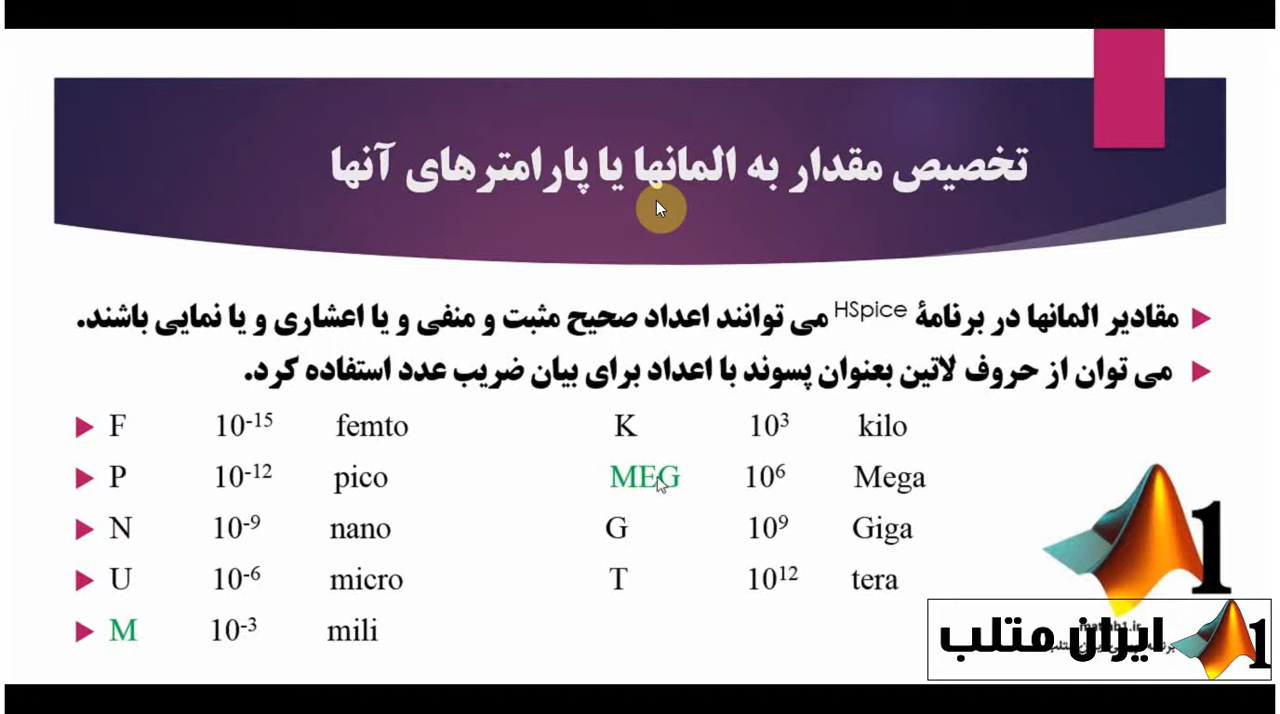 تخصیص مقدار به المانها یا پارامترهای آنها
مقادیر المانها در برنامهٔ HSpice می توانند اعداد صحیح مثبت و منفی و یا اعشاری و یا نمایی باشند.
می توان از حروف لاتین بعنوان پسوند با اعداد برای بیان ضریب عدد استفاده کرد.
F 10⁻¹⁵ femto K 10³ kilo
P 10⁻¹² pico MEG 10⁶ Mega
N 10⁻⁹ nano G 10⁹ Giga
U 10⁻⁶ micro T 10¹² tera
M 10⁻³ mili
1
ایران متلب
1